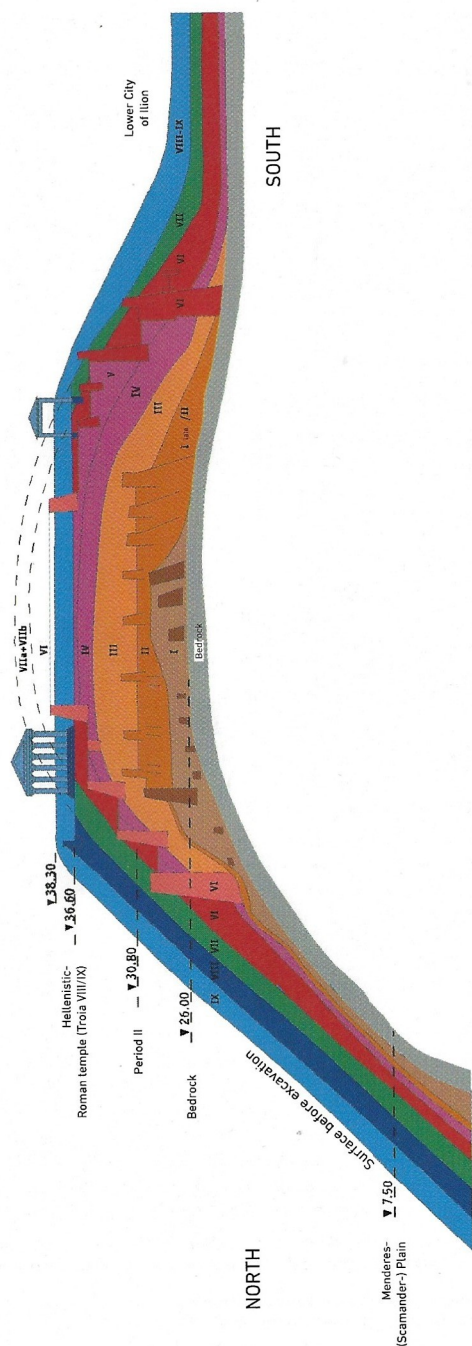 VIIa+VIIb
VI
Lower City
of Ilion
VIII-IX
VII
VI
VI
V
IV
III
I late /II
IV
III
II
I
Bedrock
38.30
36.60
Hellenistic-
Roman temple (Troia VIII/IX)
30.80
Period II
26.00
Bedrock
IX VIII VII VI VI
Surface before excavation
7.50
Menderes-
(Scamander-) Plain
NORTH
SOUTH